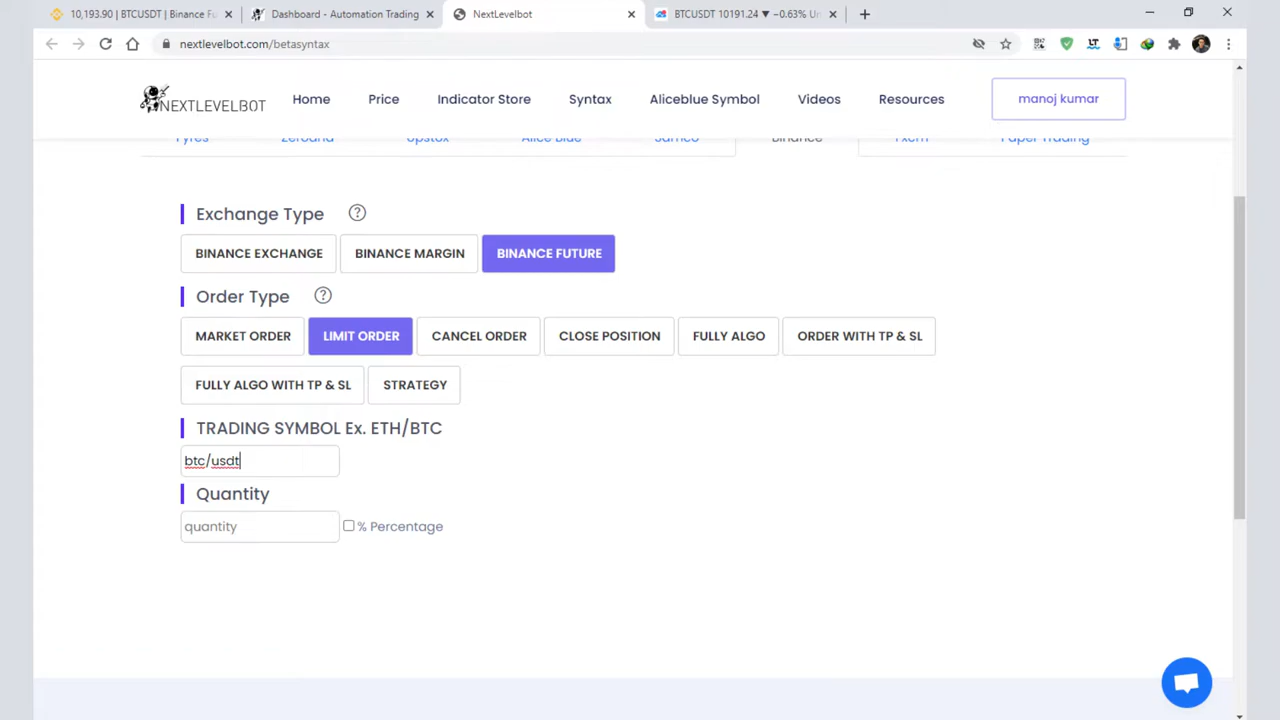 10,193.90 | BTCUSDT | Binance Fu
Dashboard - Automation Trading
NextLevelbot
BTCUSDT 10191.24 ▼ −0.63% Un
nextlevelbot.com/betasyntax
NEXTLEVELBOT
Home
Price
Indicator Store
Syntax
Aliceblue Symbol
Videos
Resources
manoj kumar
Fyres
Zerodha
Upstox
Alice Blue
Samco
Binance
Fxcm
Paper Trading
Exchange Type ?
BINANCE EXCHANGE
BINANCE MARGIN
BINANCE FUTURE
Order Type ?
MARKET ORDER
LIMIT ORDER
CANCEL ORDER
CLOSE POSITION
FULLY ALGO
ORDER WITH TP & SL
FULLY ALGO WITH TP & SL
STRATEGY
TRADING SYMBOL Ex. ETH/BTC
btc/usdt
Quantity
quantity
% Percentage